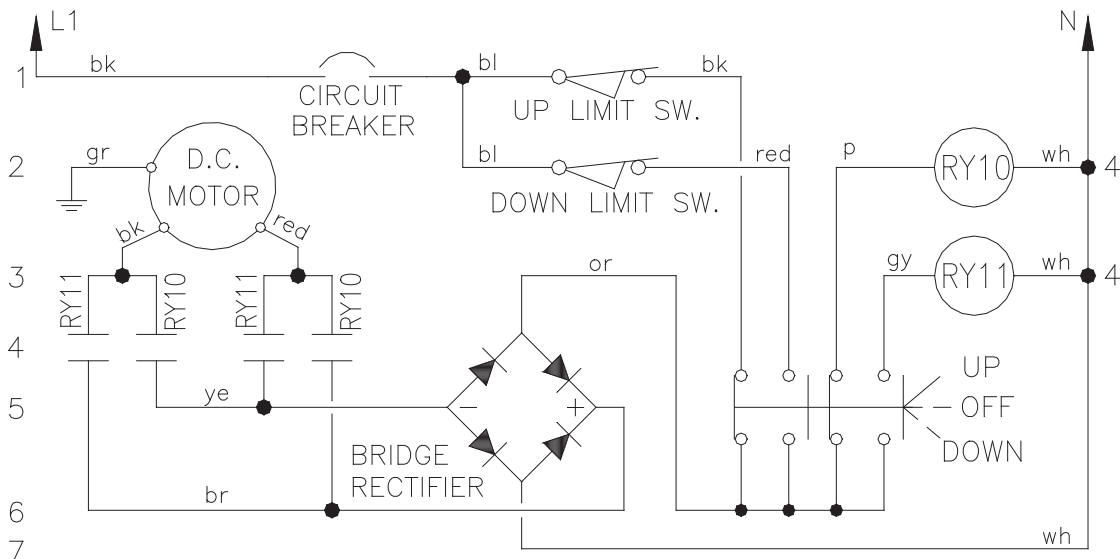 L1 N
1 bk bl bk
CIRCUIT
BREAKER
UP LIMIT SW.
2 gr D.C.
MOTOR
bl red p RY10 wh 4
DOWN LIMIT SW.
bk red
3 RY11 RY10 RY11 RY10 or gy RY11 wh 4
4
UP
5 ye - + OFF
DOWN
BRIDGE
RECTIFIER
6 br
7 wh